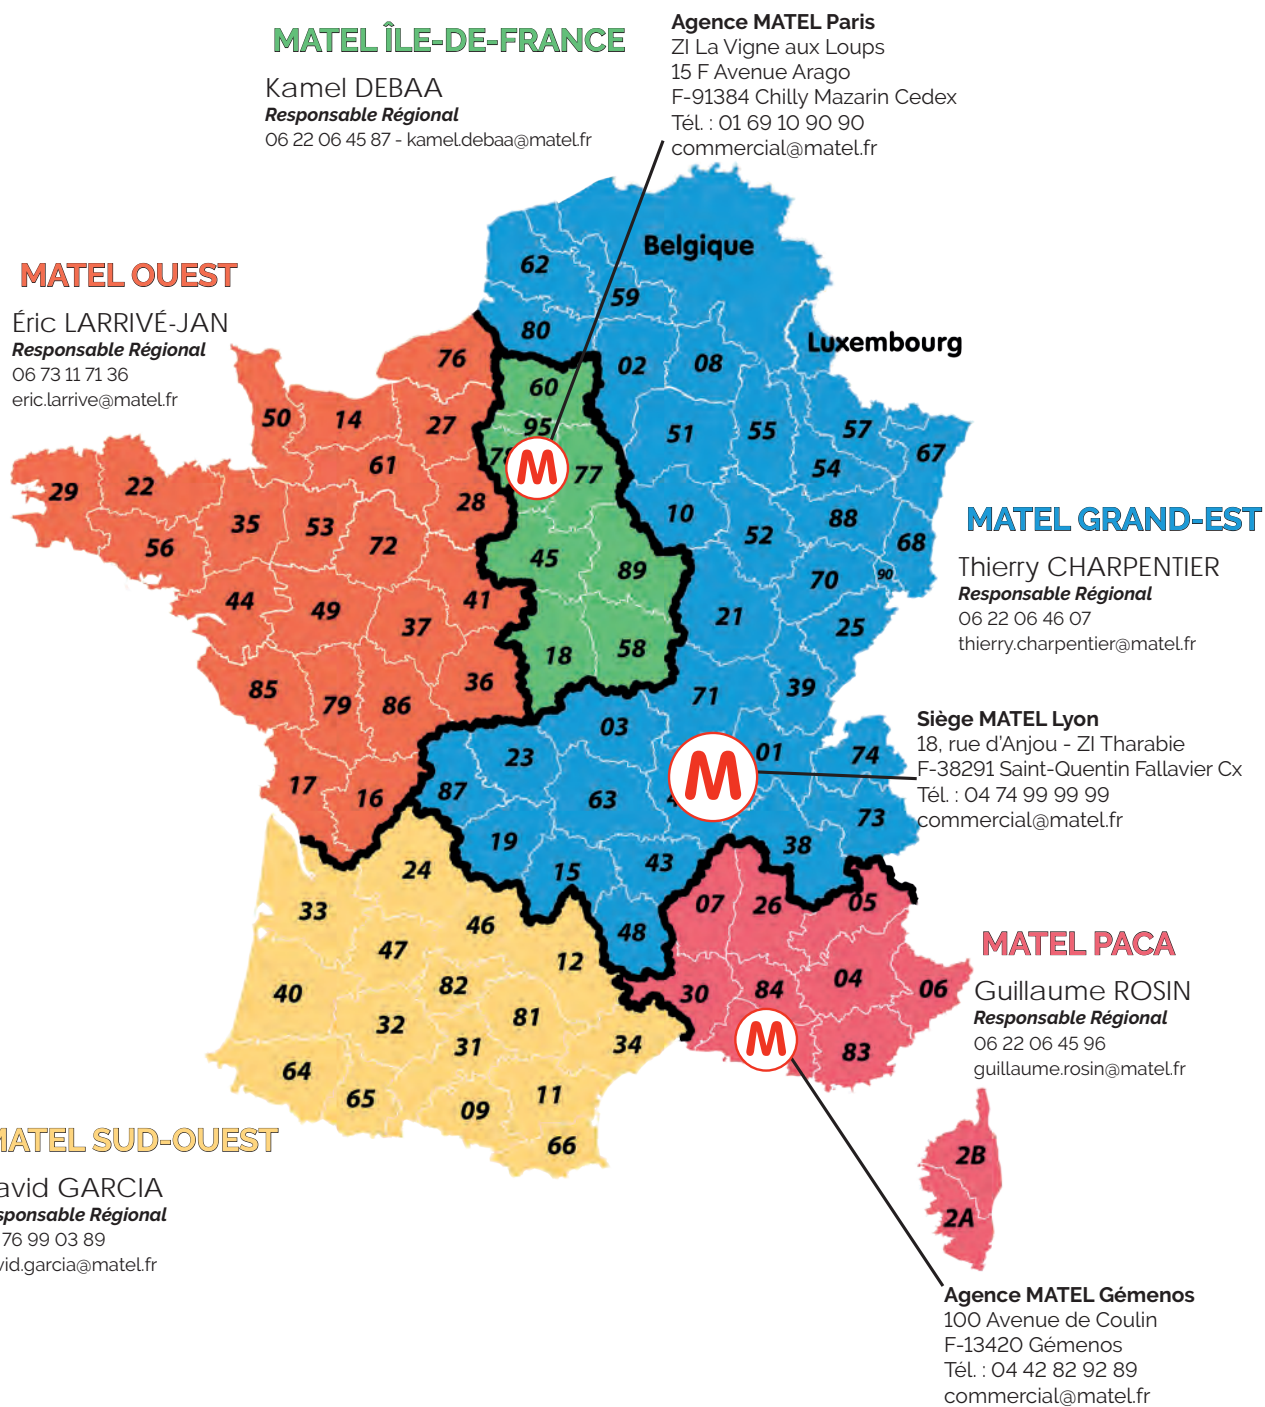 MATEL ÎLE-DE-FRANCE
Kamel DEBAA
Responsable Régional
06 22 06 45 87 - kamel.debaa@matel.fr
Agence MATEL Paris
ZI La Vigne aux Loups
15 F Avenue Arago
F-91384 Chilly Mazarin Cedex
Tél. : 01 69 10 90 90
commercial@matel.fr
MATEL OUEST
Éric LARRIVÉ-JAN
Responsable Régional
06 73 11 71 36
eric.larrive@matel.fr
Belgique
Luxembourg
62
59
80
76
02
08
60
50
14
27
95
51
55
57
67
78
77
61
54
29
22
28
10
88
35
53
52
68
56
72
45
89
70
90
44
49
41
21
37
25
18
58
85
36
71
39
79
86
03
23
01
74
17
16
87
63
4
73
19
38
15
43
24
07
26
05
33
46
48
47
12
04
40
82
30
84
06
32
81
31
34
83
64
65
09
11
66
2B
2A
M
M
M
MATEL GRAND-EST
Thierry CHARPENTIER
Responsable Régional
06 22 06 46 07
thierry.charpentier@matel.fr
Siège MATEL Lyon
18, rue d'Anjou - ZI Tharabie
F-38291 Saint-Quentin Fallavier Cx
Tél. : 04 74 99 99 99
commercial@matel.fr
MATEL PACA
Guillaume ROSIN
Responsable Régional
06 22 06 45 96
guillaume.rosin@matel.fr
MATEL SUD-OUEST
avid GARCIA
sponsable Régional
76 99 03 89
vid.garcia@matel.fr
Agence MATEL Gémenos
100 Avenue de Coulin
F-13420 Gémenos
Tél. : 04 42 82 92 89
commercial@matel.fr